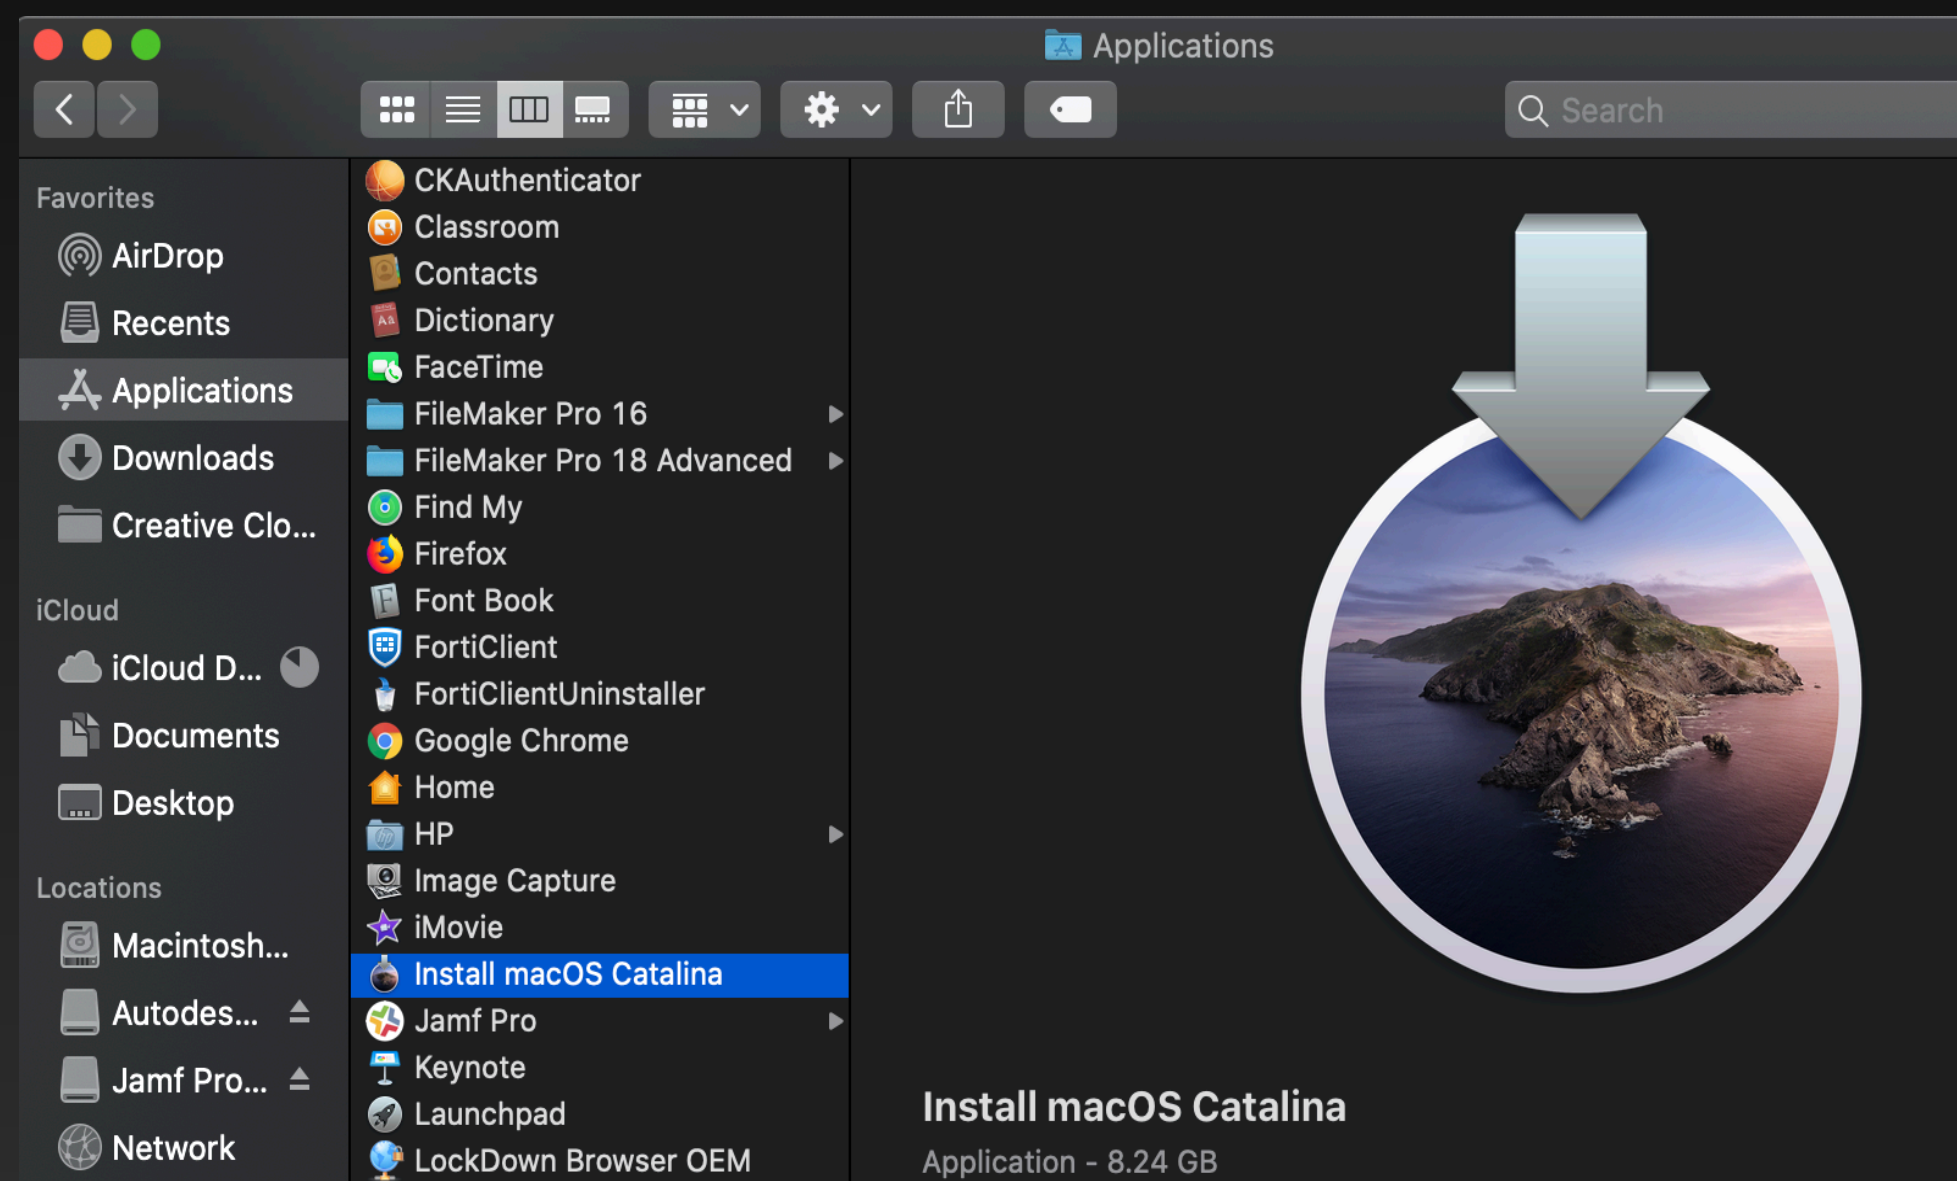 Applications
Search
Favorites
AirDrop
Recents
Applications
Downloads
Creative Clo...
iCloud
iCloud D...
Documents
Desktop
Locations
Macintosh...
Autodes...
Jamf Pro...
Network
CKAuthenticator
Classroom
Contacts
Dictionary
FaceTime
FileMaker Pro 16
FileMaker Pro 18 Advanced
Find My
Firefox
Font Book
FortiClient
FortiClientUninstaller
Google Chrome
Home
HP
Image Capture
iMovie
Install macOS Catalina
Jamf Pro
Keynote
Launchpad
LockDown Browser OEM
Install macOS Catalina
Application - 8.24 GB